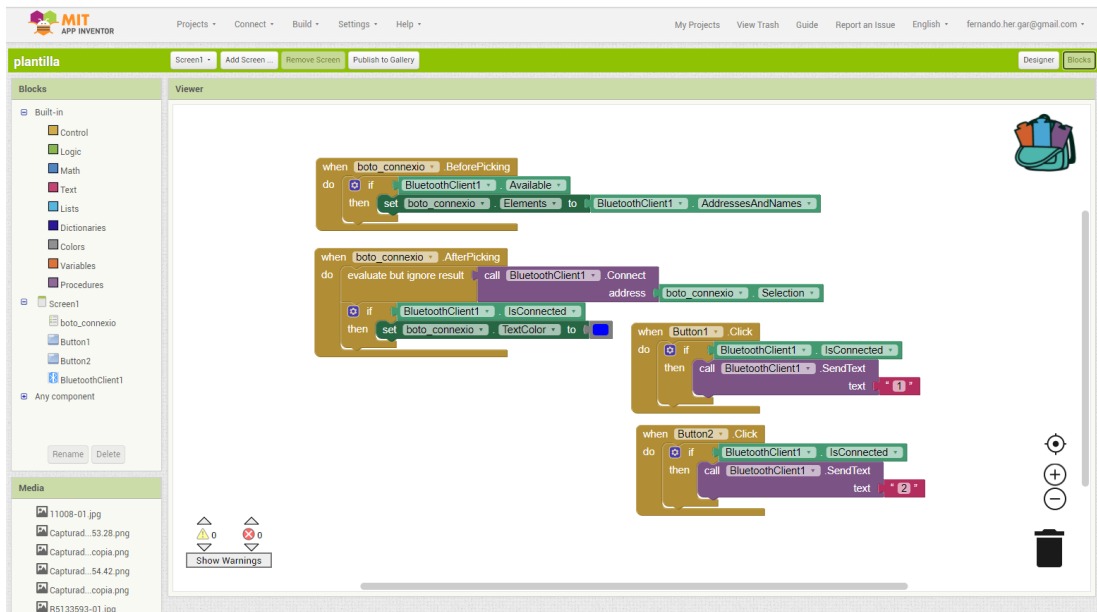 MIT
APP INVENTOR
Projects Connect Build Settings Help My Projects View Trash Guide Report an Issue English fernando.her.gar@gmail.com
plantilla Screen1 Add Screen ... Remove Screen Publish to Gallery Designer Blocks
Blocks
Built-in
Control
Logic
Math
Text
Lists
Dictionaries
Colors
Variables
Procedures
Screen1
boto_connexio
Button1
Button2
BluetoothClient1
Any component
Rename Delete
Media
11008-01.jpg
Capturad...53.28.png
Capturad...copia.png
Capturad...54.42.png
Capturad...copia.png
R5133593-01.jpg
Viewer
when boto_connexio .BeforePicking
do if BluetoothClient1 . Available
then set boto_connexio . Elements to BluetoothClient1 . AddressesAndNames
when boto_connexio .AfterPicking
do evaluate but ignore result call BluetoothClient1 .Connect
address boto_connexio . Selection
if BluetoothClient1 . IsConnected
then set boto_connexio . TextColor to
when Button1 .Click
do if BluetoothClient1 . IsConnected
then call BluetoothClient1 .SendText
text " 1 "
when Button2 .Click
do if BluetoothClient1 . IsConnected
then call BluetoothClient1 .SendText
text " 2 "
0 0
Show Warnings